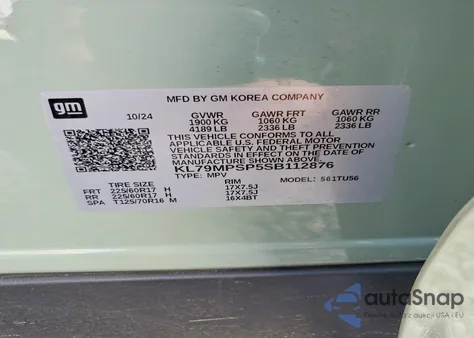 gm
MFD BY GM KOREA COMPANY
10/24 GVWR GAWR FRT GAWR RR
1900 KG 1060 KG 1060 KG
4189 LB 2336 LB 2336 LB
THIS VEHICLE CONFORMS TO ALL
APPLICABLE U.S. FEDERAL MOTOR
VEHICLE SAFETY AND THEFT PREVENTION
STANDARDS IN EFFECT ON THE DATE OF
MANUFACTURE SHOWN ABOVE.
KL79MPSP5SB112876
TYPE: MPV MODEL: 561TU56
TIRE SIZE RIM
FRT 225/60R17 H 17X7.5J
RR 225/60R17 H 17X7.5J
SPA T125/70R16 M 16X4BT
autoSnap
aukcji USA i EU